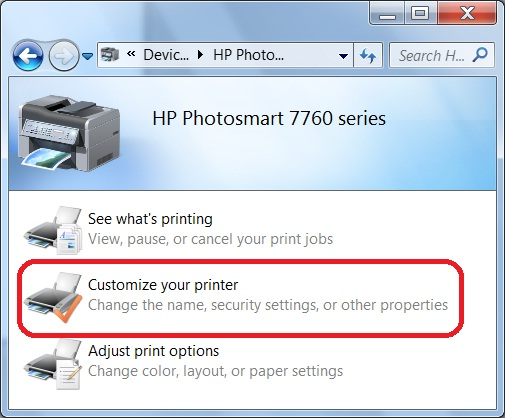 « Devic... ▸ HP Photo... Search H...
HP Photosmart 7760 series
See what's printing
View, pause, or cancel your print jobs
Customize your printer
Change the name, security settings, or other properties
Adjust print options
Change color, layout, or paper settings